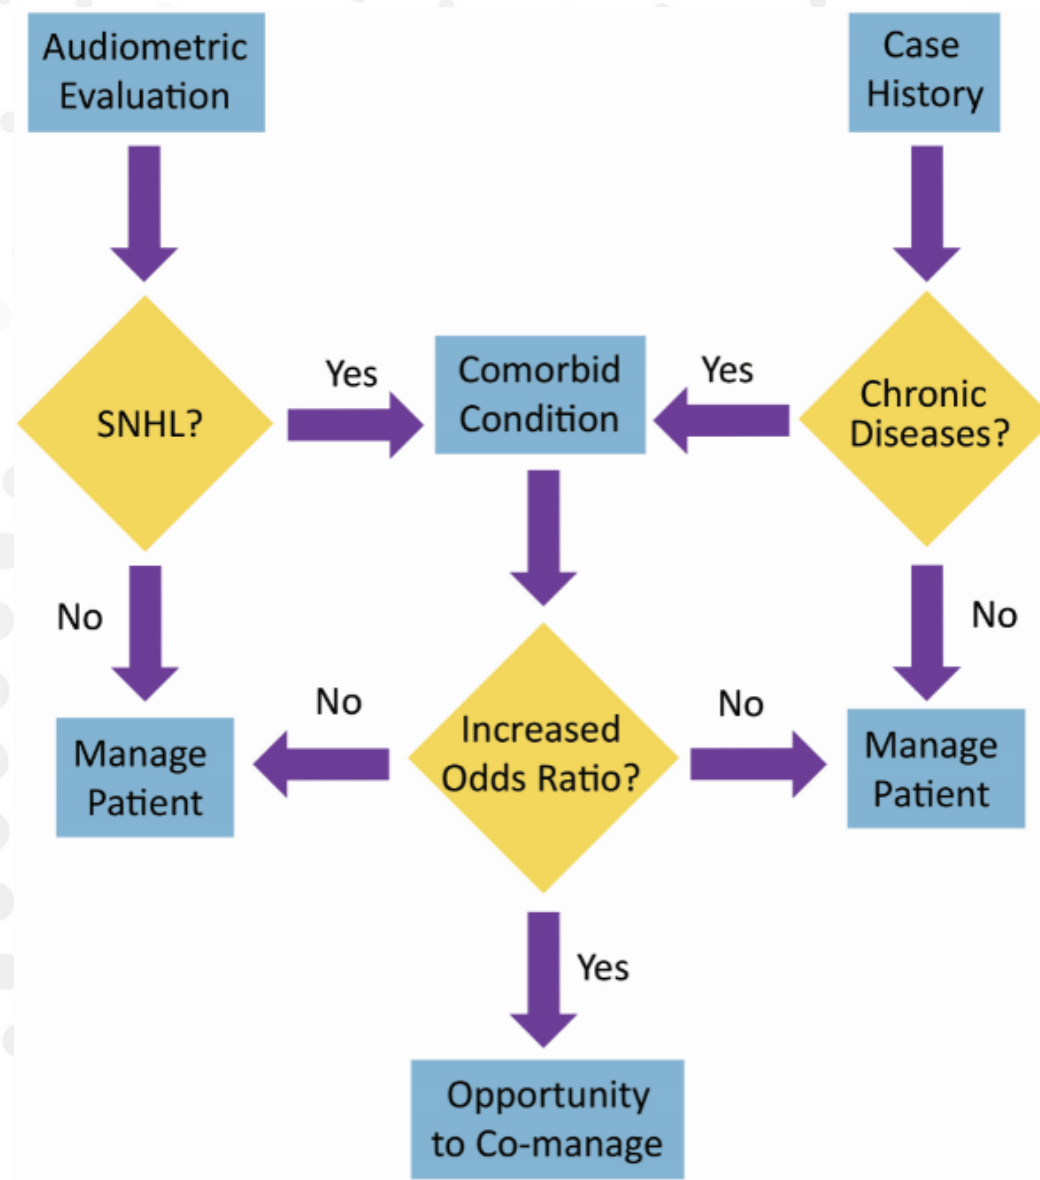 Audiometric
Evaluation
Case
History
SNHL?
Yes
Comorbid
Condition
Yes
Chronic
Diseases?
No
No
Manage
Patient
No
Increased
Odds Ratio?
No
Manage
Patient
Yes
Opportunity
to Co-manage